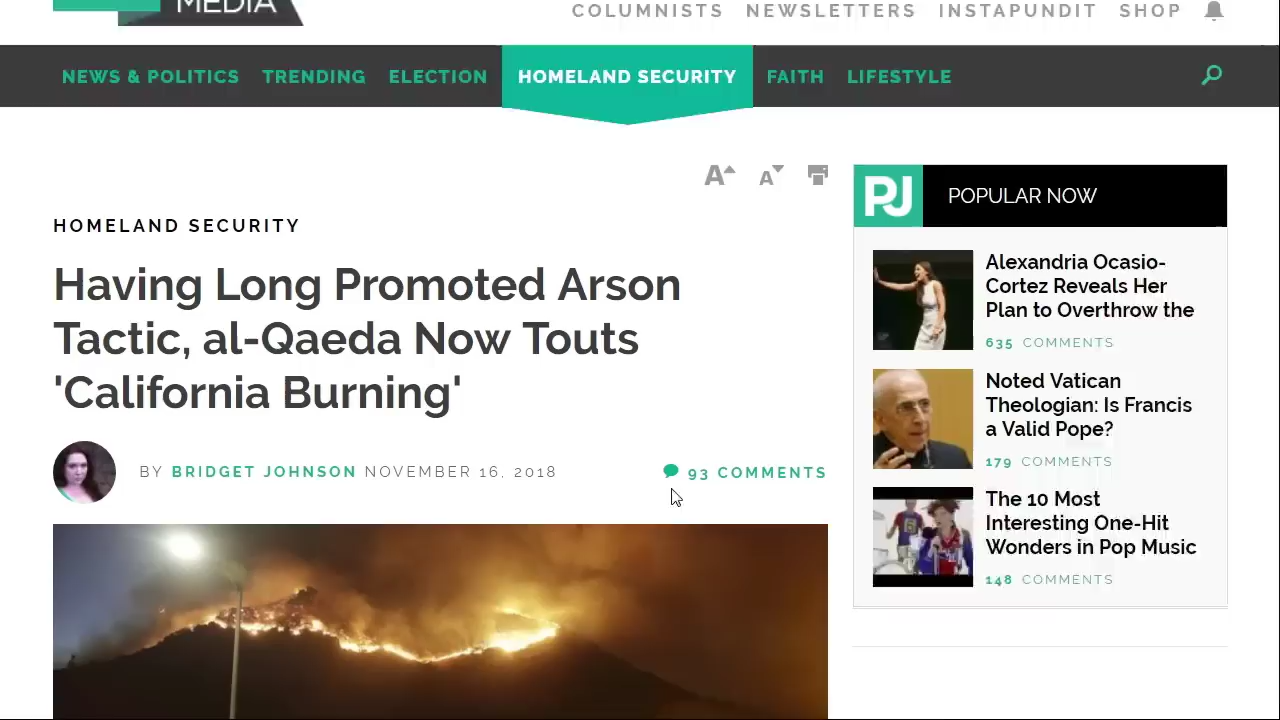 MEDIA
COLUMNISTS NEWSLETTERS INSTAPUNDIT SHOP
NEWS & POLITICS TRENDING ELECTION HOMELAND SECURITY FAITH LIFESTYLE
A A
HOMELAND SECURITY
Having Long Promoted Arson
Tactic, al-Qaeda Now Touts
'California Burning'
BY BRIDGET JOHNSON NOVEMBER 16, 2018
93 COMMENTS
PJ POPULAR NOW
Alexandria Ocasio-
Cortez Reveals Her
Plan to Overthrow the
635 COMMENTS
Noted Vatican
Theologian: Is Francis
a Valid Pope?
179 COMMENTS
The 10 Most
Interesting One-Hit
Wonders in Pop Music
148 COMMENTS